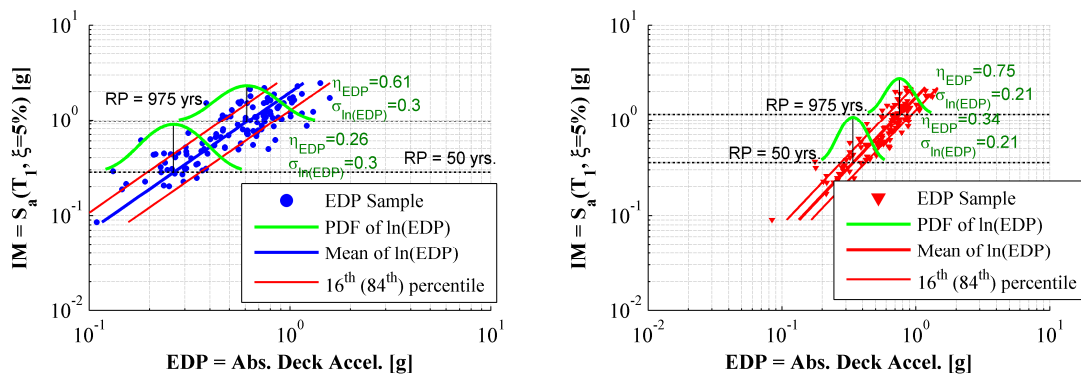 10^1
10^0
10^-1
10^-2
IM = S_a(T_1, ξ=5%) [g]
η_EDP=0.61
σ_ln(EDP)=0.3
RP = 975 yrs.
η_EDP=0.26
σ_ln(EDP)=0.3
RP = 50 yrs.
EDP Sample
PDF of ln(EDP)
Mean of ln(EDP)
16^th (84^th) percentile
10^-1
10^0
10^1
EDP = Abs. Deck Accel. [g]
10^1
10^0
10^-1
10^-2
IM = S_a(T_1, ξ=5%) [g]
η_EDP=0.75
σ_ln(EDP)=0.21
RP = 975 yrs.
η_EDP=0.34
σ_ln(EDP)=0.21
RP = 50 yrs.
EDP Sample
PDF of ln(EDP)
Mean of ln(EDP)
16^th (84^th) percentile
10^-2
10^-1
10^0
10^1
EDP = Abs. Deck Accel. [g]